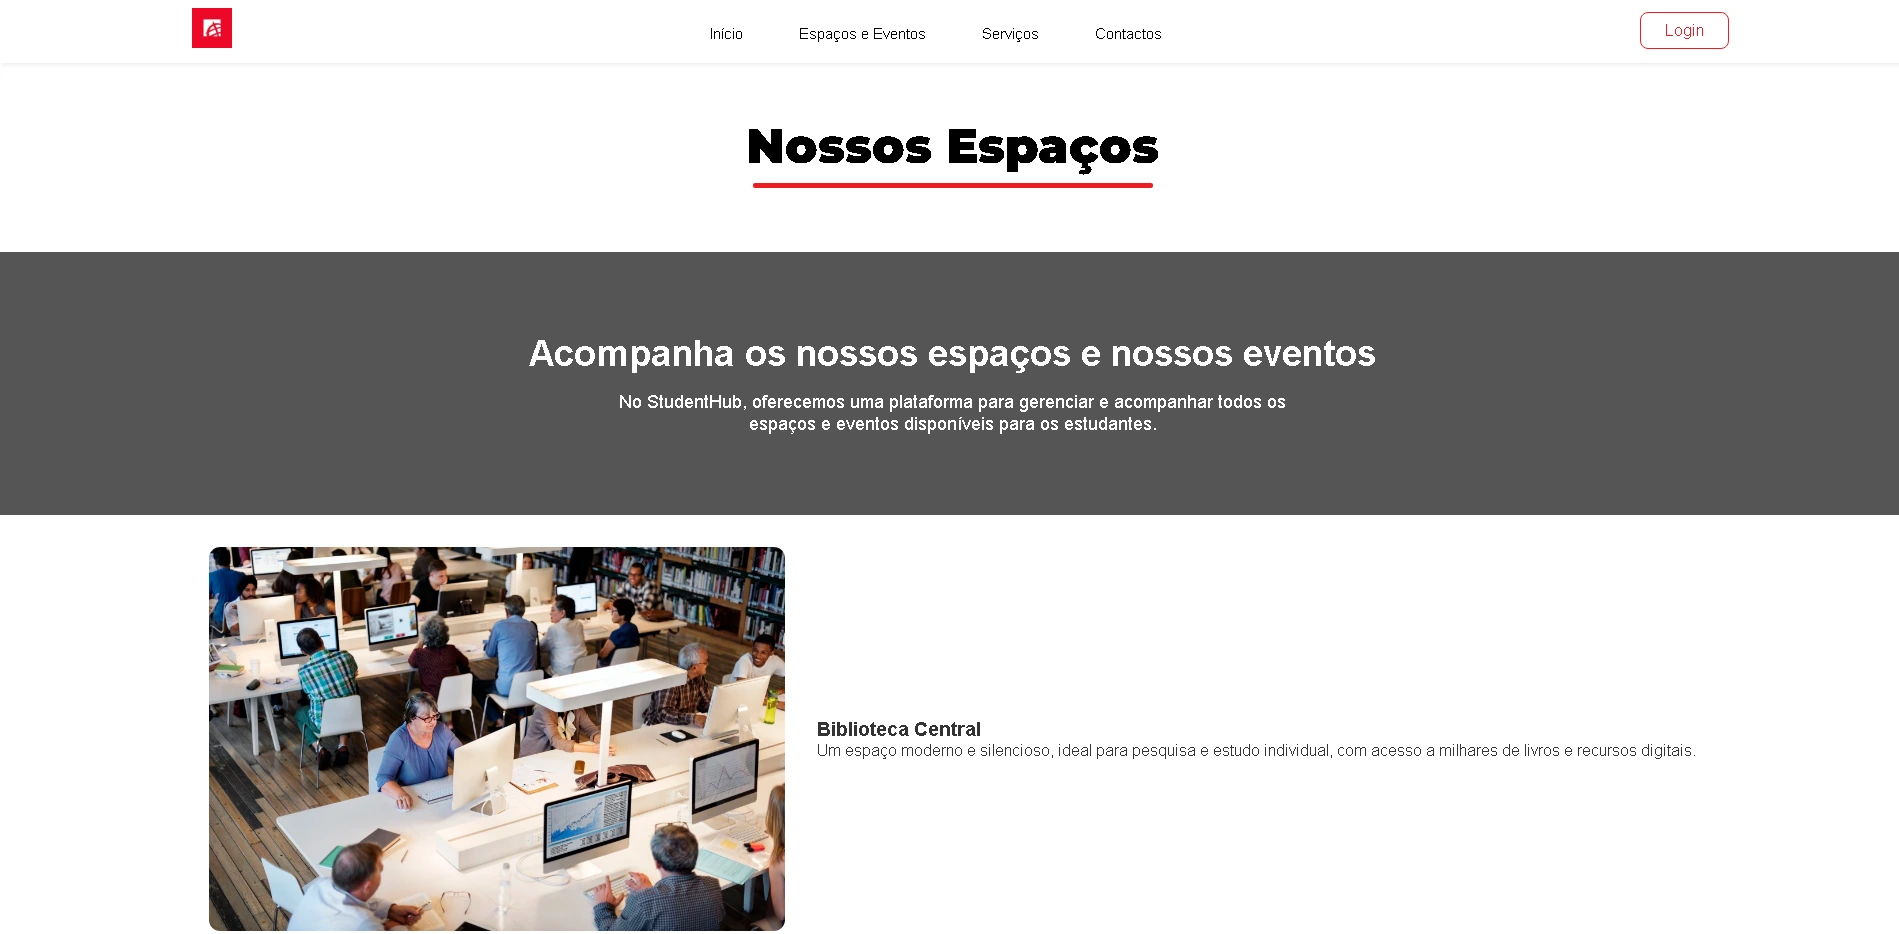 Início
Espaços e Eventos
Serviços
Contactos
Login
Nossos Espaços
Acompanha os nossos espaços e nossos eventos
No StudentHub, oferecemos uma plataforma para gerenciar e acompanhar todos os
espaços e eventos disponíveis para os estudantes.
Biblioteca Central
Um espaço moderno e silencioso, ideal para pesquisa e estudo individual, com acesso a milhares de livros e recursos digitais.